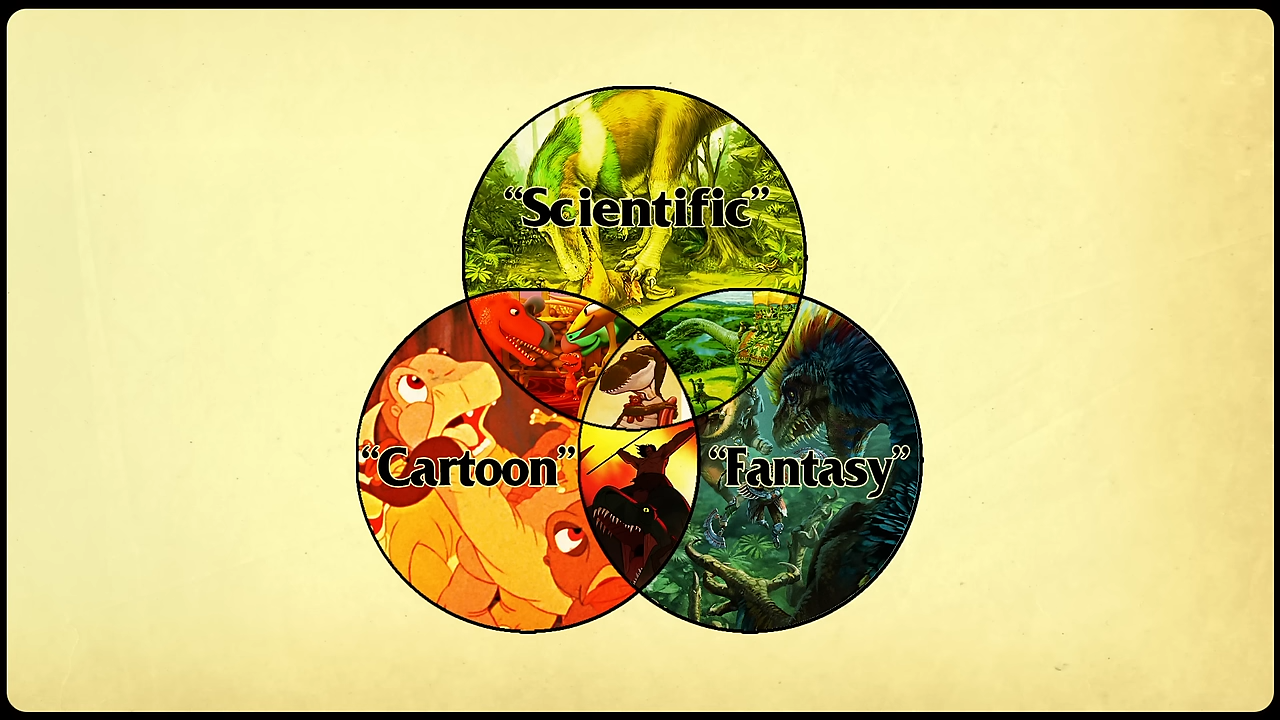 “Scientific”
“Cartoon”
“Fantasy”